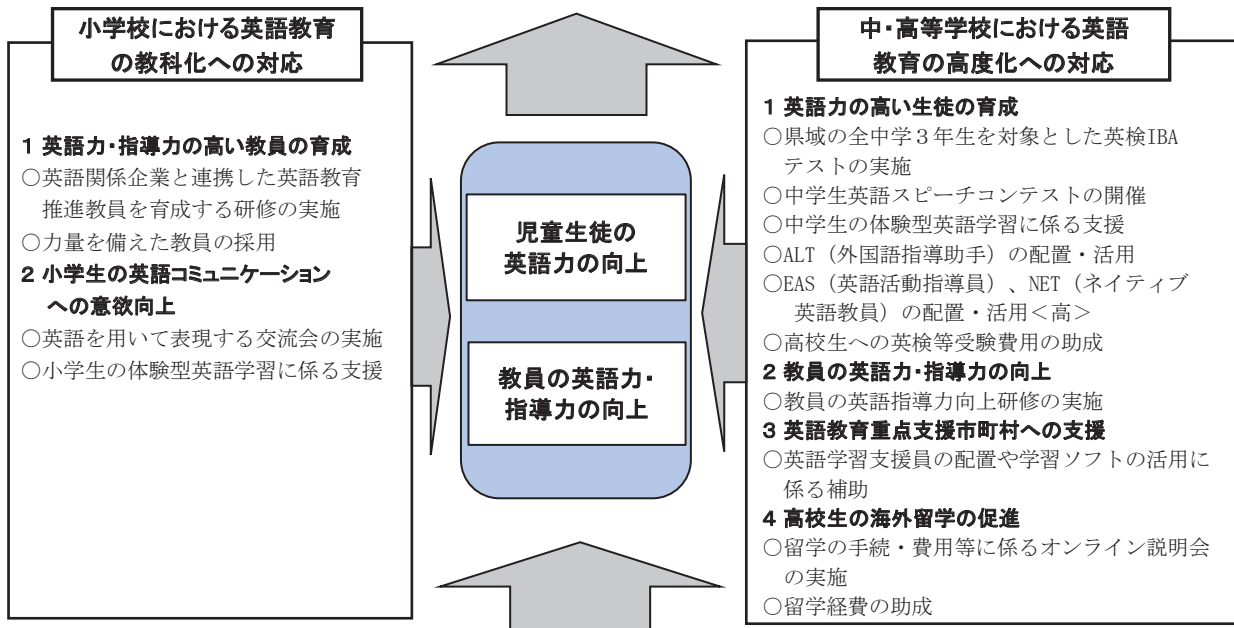 小学校における英語教育
の教科化への対応
1 英語力・指導力の高い教員の育成
○英語関係企業と連携した英語教育
推進教員を育成する研修の実施
○力量を備えた教員の採用
2 小学生の英語コミュニケーション
への意欲向上
○英語を用いて表現する交流会の実施
○小学生の体験型英語学習に係る支援
児童生徒の
英語力の向上
教員の英語力・
指導力の向上
中・高等学校における英語
教育の高度化への対応
1 英語力の高い生徒の育成
○県域の全中学３年生を対象とした英検IBA
テストの実施
○中学生英語スピーチコンテストの開催
○中学生の体験型英語学習に係る支援
○ALT（外国語指導助手）の配置・活用
○EAS（英語活動指導員）、NET（ネイティブ
英語教員）の配置・活用＜高＞
○高校生への英検等受験費用の助成
2 教員の英語力・指導力の向上
○教員の英語指導力向上研修の実施
3 英語教育重点支援市町村への支援
○英語学習支援員の配置や学習ソフトの活用に
係る補助
4 高校生の海外留学の促進
○留学の手続・費用等に係るオンライン説明会
の実施
○留学経費の助成